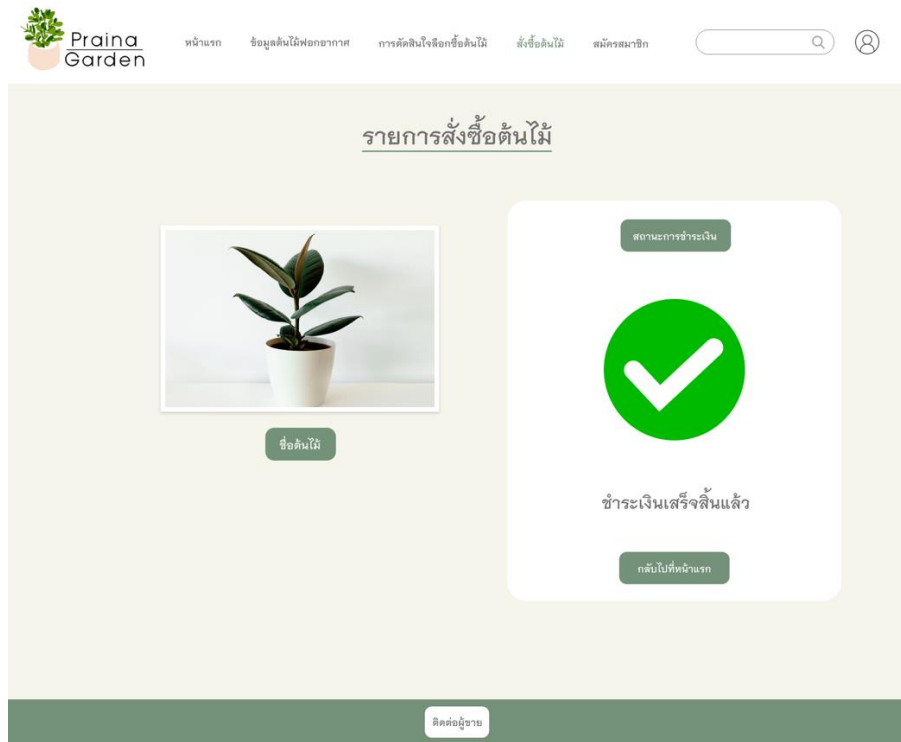 Praina
Garden
หน้าแรก
ข้อมูลต้นไม้ฟอกอากาศ
การตัดสินใจลือกซื้อต้นไม้
สั่งซื้อต้นไม้
สมัครสมาชิก
รายการสั่งซื้อต้นไม้
สถานะการชำระเงิน
ชื่อต้นไม้
ชำระเงินเสร็จสิ้นแล้ว
กลับไปที่หน้าแรก
ติดต่อผู้ขาย